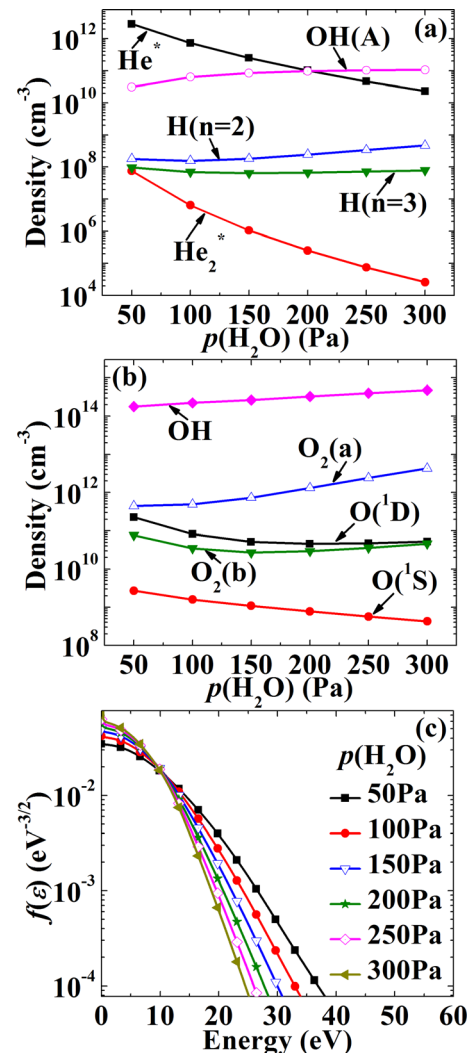 (a)
10¹²
10¹⁰
10⁸
10⁶
10⁴
Density (cm⁻³)
He*
OH(A)
H(n=2)
H(n=3)
He₂*
50 100 150 200 250 300
p(H₂O) (Pa)
(b)
10¹⁴
10¹²
10¹⁰
10⁸
Density (cm⁻³)
OH
O₂(a)
O(¹D)
O₂(b)
O(¹S)
50 100 150 200 250 300
p(H₂O) (Pa)
(c)
10⁻²
10⁻³
10⁻⁴
f(ε) (eV⁻³/²)
p(H₂O)
50Pa
100Pa
150Pa
200Pa
250Pa
300Pa
0 10 20 30 40 50 60
Energy (eV)